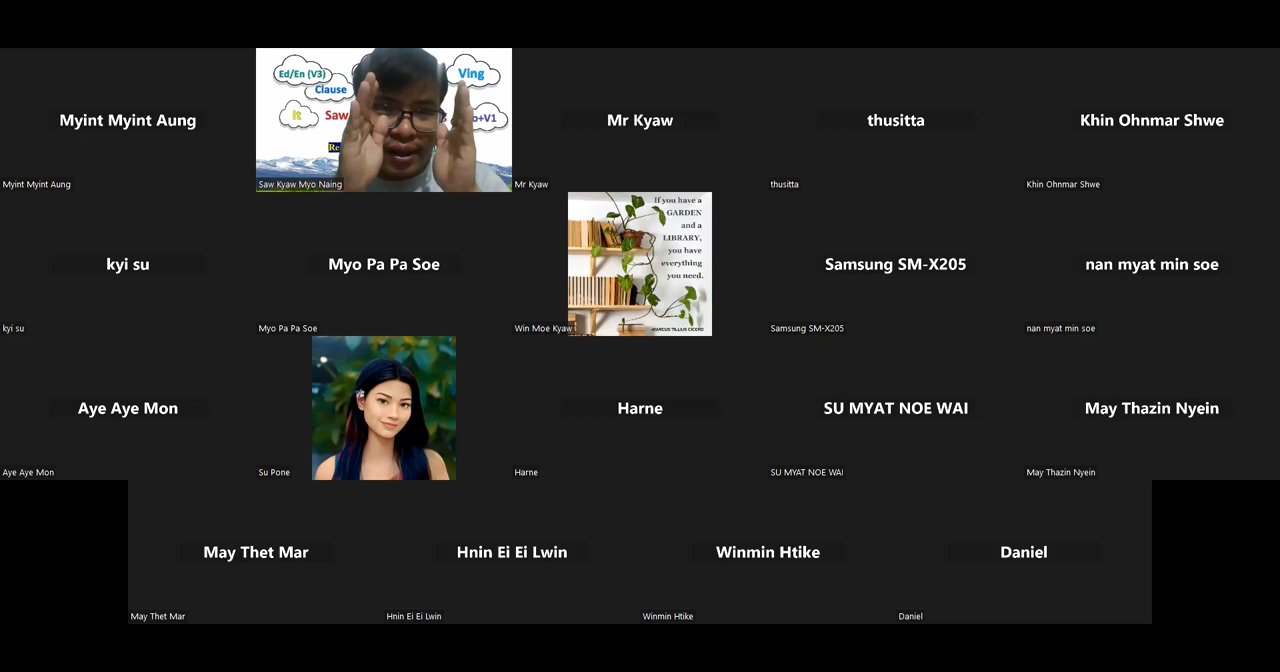 Myint Myint Aung
Myint Myint Aung
Ed/En (V3)
Clause
It
Saw
Ving
o+V1
Re
Saw Kyaw Myo Naing
Mr Kyaw
Mr Kyaw
thusitta
thusitta
Khin Ohnmar Shwe
Khin Ohnmar Shwe
kyi su
kyi su
Myo Pa Pa Soe
Myo Pa Pa Soe
If you have a
GARDEN
and a
LIBRARY,
you have
everything
you need.
-MARCUS TILLIUS CICERO
Win Moe Kyaw
Samsung SM-X205
Samsung SM-X205
nan myat min soe
nan myat min soe
Aye Aye Mon
Aye Aye Mon
Su Pone
Harne
Harne
SU MYAT NOE WAI
SU MYAT NOE WAI
May Thazin Nyein
May Thazin Nyein
May Thet Mar
May Thet Mar
Hnin Ei Ei Lwin
Hnin Ei Ei Lwin
Winmin Htike
Winmin Htike
Daniel
Daniel